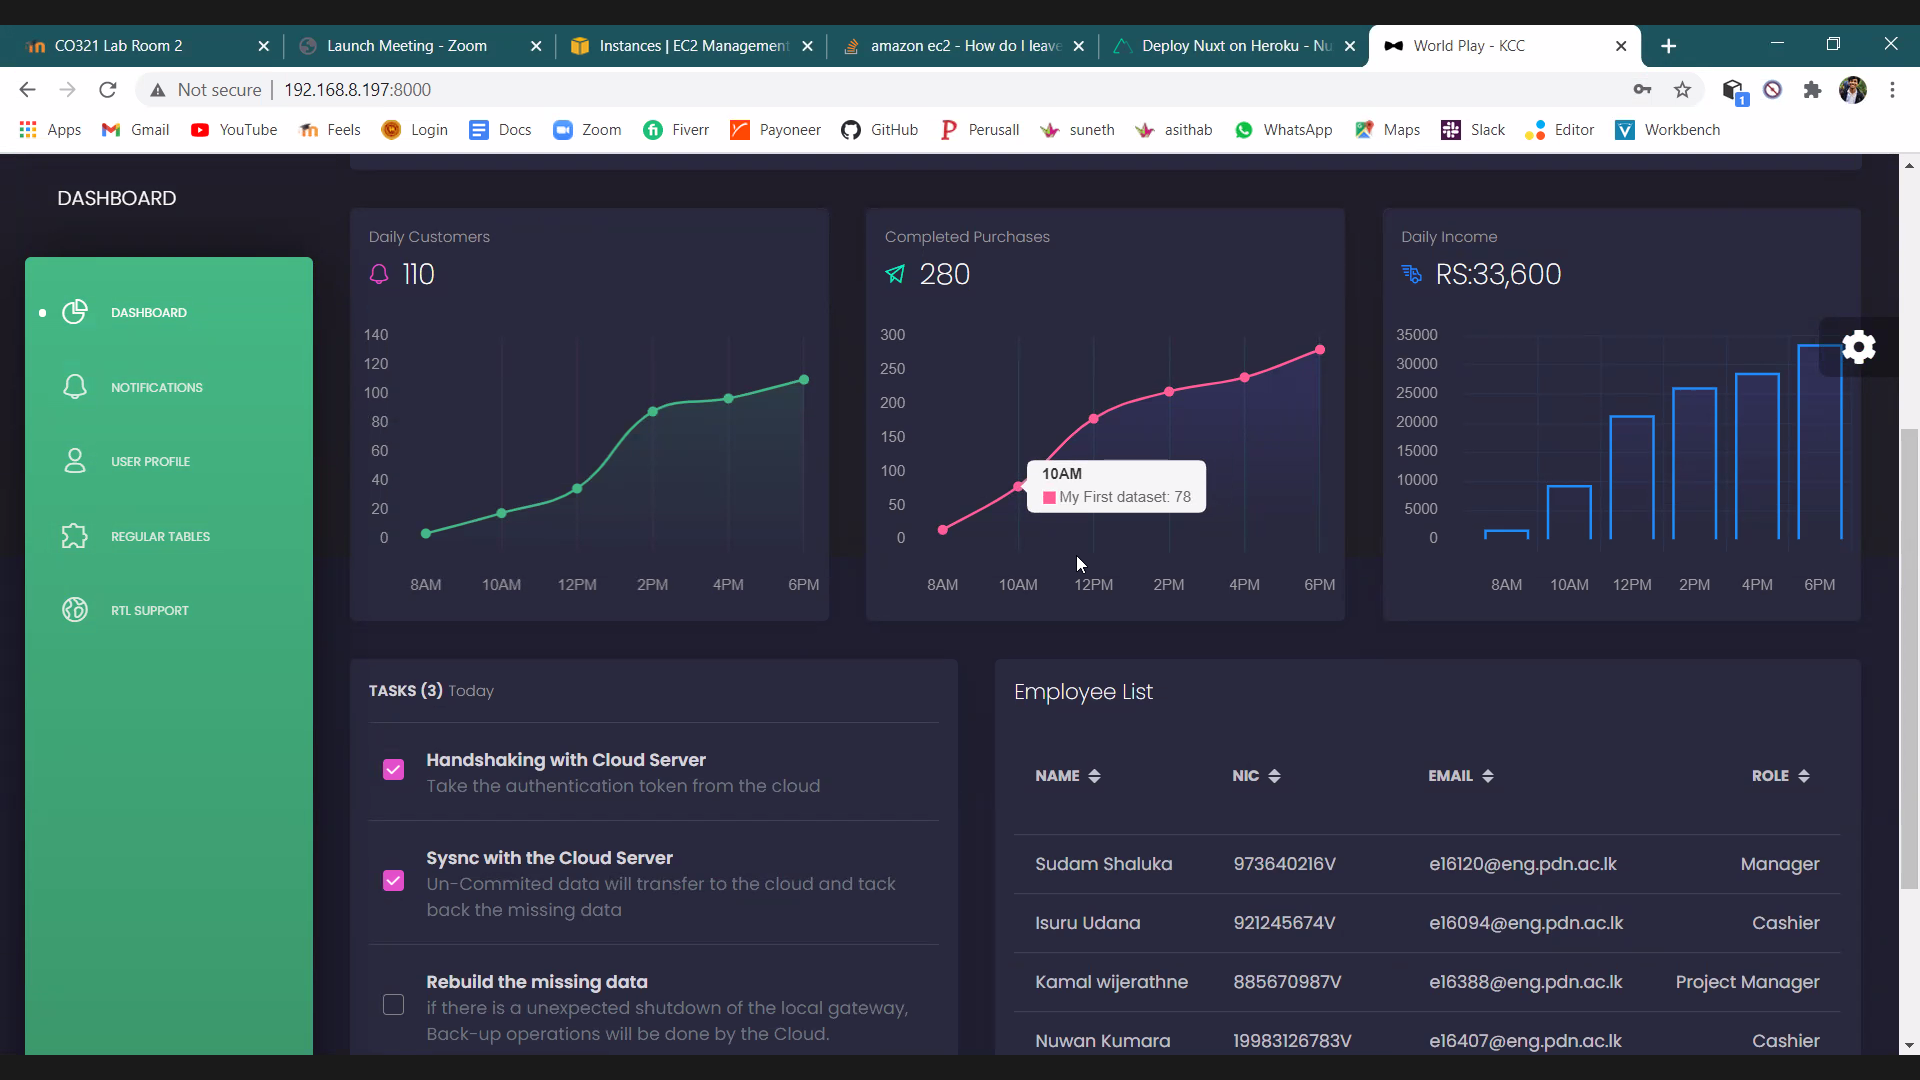 CO321 Lab Room 2
Launch Meeting - Zoom
Instances | EC2 Management
amazon ec2 - How do I leave
Deploy Nuxt on Heroku - Nu
World Play - KCC
Not secure
192.168.8.197:8000
1
Apps
Gmail
YouTube
Feels
Login
Docs
Zoom
Fiverr
Payoneer
GitHub
Perusall
suneth
asithab
WhatsApp
Maps
Slack
Editor
Workbench
DASHBOARD
DASHBOARD
NOTIFICATIONS
USER PROFILE
REGULAR TABLES
RTL SUPPORT
Daily Customers
110
140
120
100
80
60
40
20
0
8AM 10AM 12PM 2PM 4PM 6PM
Completed Purchases
280
300
250
200
150
100
50
0
10AM
My First dataset: 78
8AM 10AM 12PM 2PM 4PM 6PM
Daily Income
RS:33,600
35000
30000
25000
20000
15000
10000
5000
0
8AM 10AM 12PM 2PM 4PM 6PM
TASKS (3) Today
Handshaking with Cloud Server
Take the authentication token from the cloud
Sysnc with the Cloud Server
Un-Commited data will transfer to the cloud and tack
back the missing data
Rebuild the missing data
if there is a unexpected shutdown of the local gateway,
Back-up operations will be done by the Cloud.
Employee List
NAME NIC EMAIL ROLE
Sudam Shaluka 973640216V e16120@eng.pdn.ac.lk Manager
Isuru Udana 921245674V e16094@eng.pdn.ac.lk Cashier
Kamal wijerathne 885670987V e16388@eng.pdn.ac.lk Project Manager
Nuwan Kumara 19983126783V e16407@eng.pdn.ac.lk Cashier